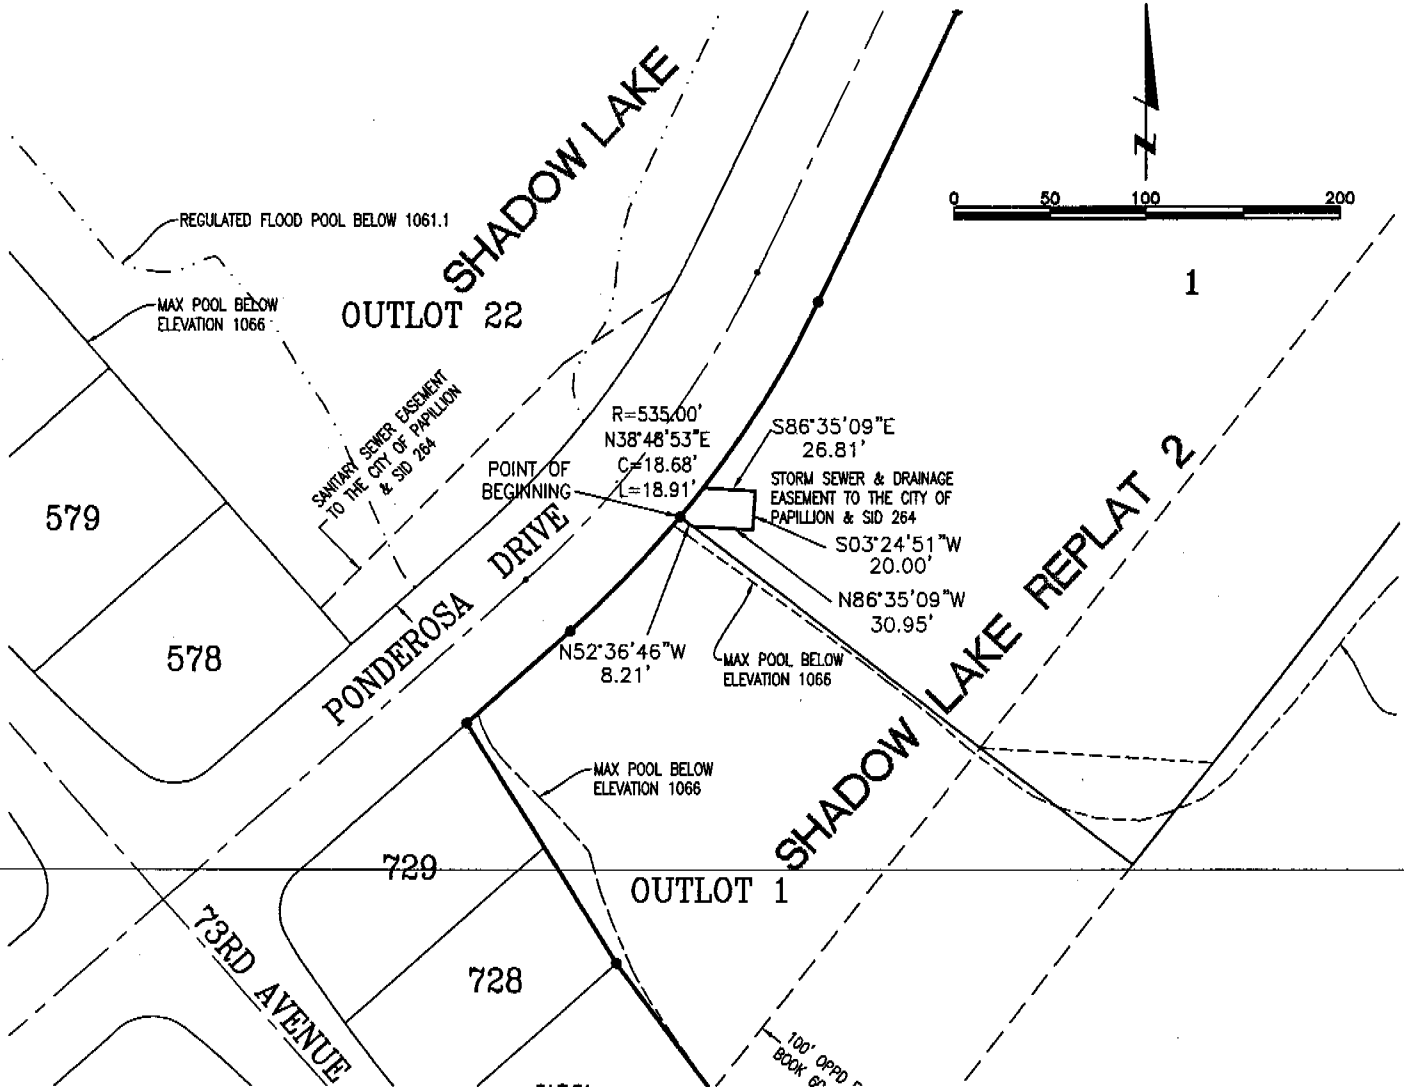 SHADOW LAKE
0 50 100 200
REGULATED FLOOD POOL BELOW 1061.1
1
MAX POOL BELOW
ELEVATION 1066
OUTLOT 22
SANITARY SEWER EASEMENT
TO THE CITY OF PAPILLION
& SID 264
R=535.00'
N38°48'53"E
C=18.68'
L=18.91'
S86°35'09"E
26.81'
POINT OF
BEGINNING
STORM SEWER & DRAINAGE
EASEMENT TO THE CITY OF
PAPILLION & SID 264
579
S03°24'51"W
20.00'
N86°35'09"W
30.95'
PONDEROSA DRIVE
SHADOW LAKE REPLAT 2
578
N52°36'46"W
8.21'
MAX POOL BELOW
ELEVATION 1066
MAX POOL BELOW
ELEVATION 1066
729
OUTLOT 1
73RD AVENUE
728
100' OPPD
BOOK